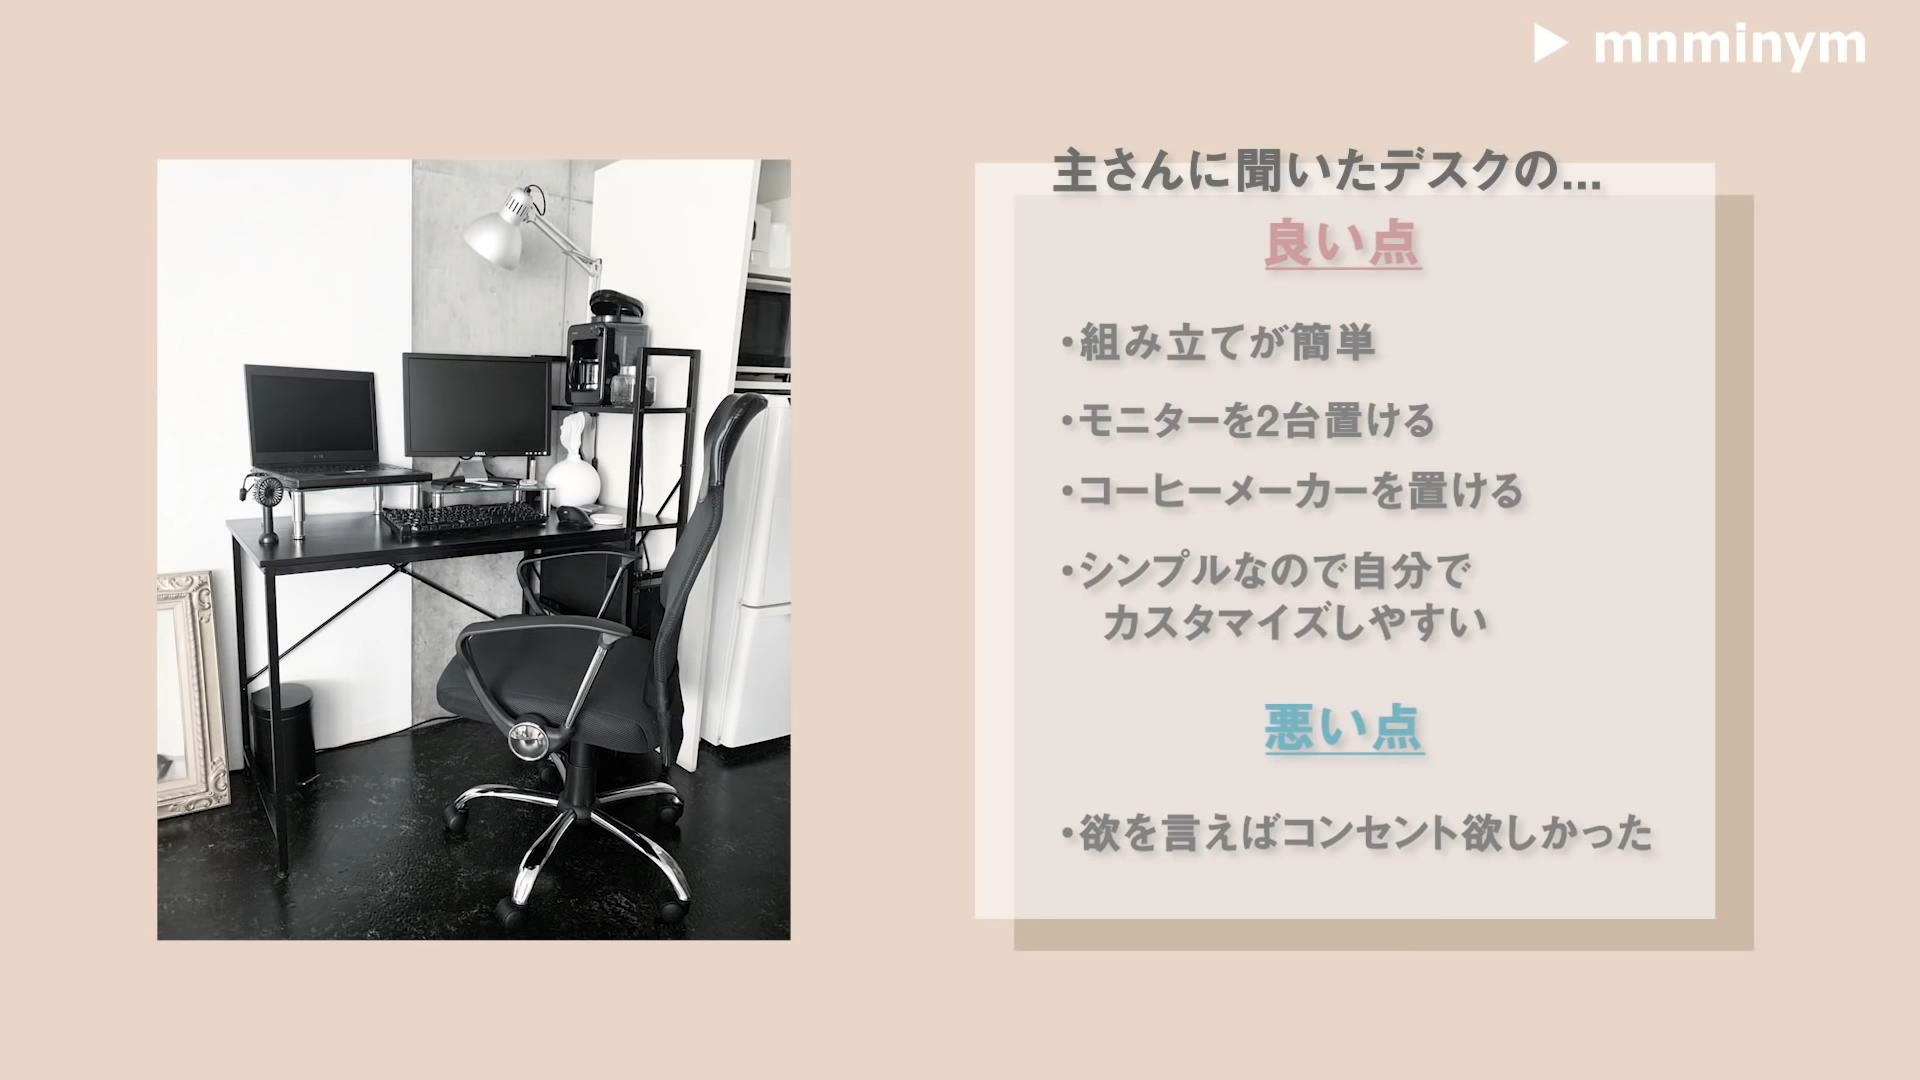 ▶ mnminym
主さんに聞いたデスクの...
良い点
・組み立てが簡単
・モニターを2台置ける
・コーヒーメーカーを置ける
・シンプルなので自分で
カスタマイズしやすい
悪い点
・欲を言えばコンセント欲しかった
DELL